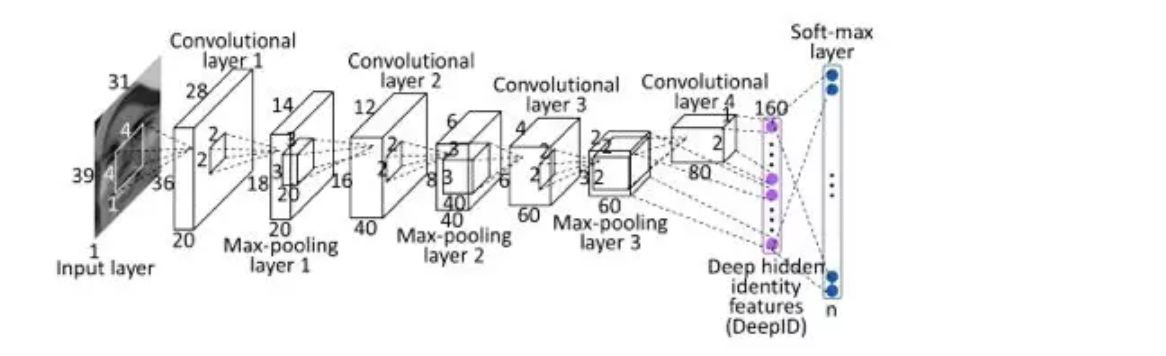 Soft-max
layer
Convolutional
layer 1
Convolutional
layer 2
Convolutional
layer 3
Convolutional
layer 4
31
39
4
4
1
1
Input layer
28
36
2
2
20
14
18
3
3
20
20
Max-pooling
layer 1
12
16
2
2
40
6
8
3
3
40
40
Max-pooling
layer 2
4
6
2
2
60
2
3
2
2
60
Max-pooling
layer 3
1
2
80
160
Deep hidden
identity
features
(DeepID)
n